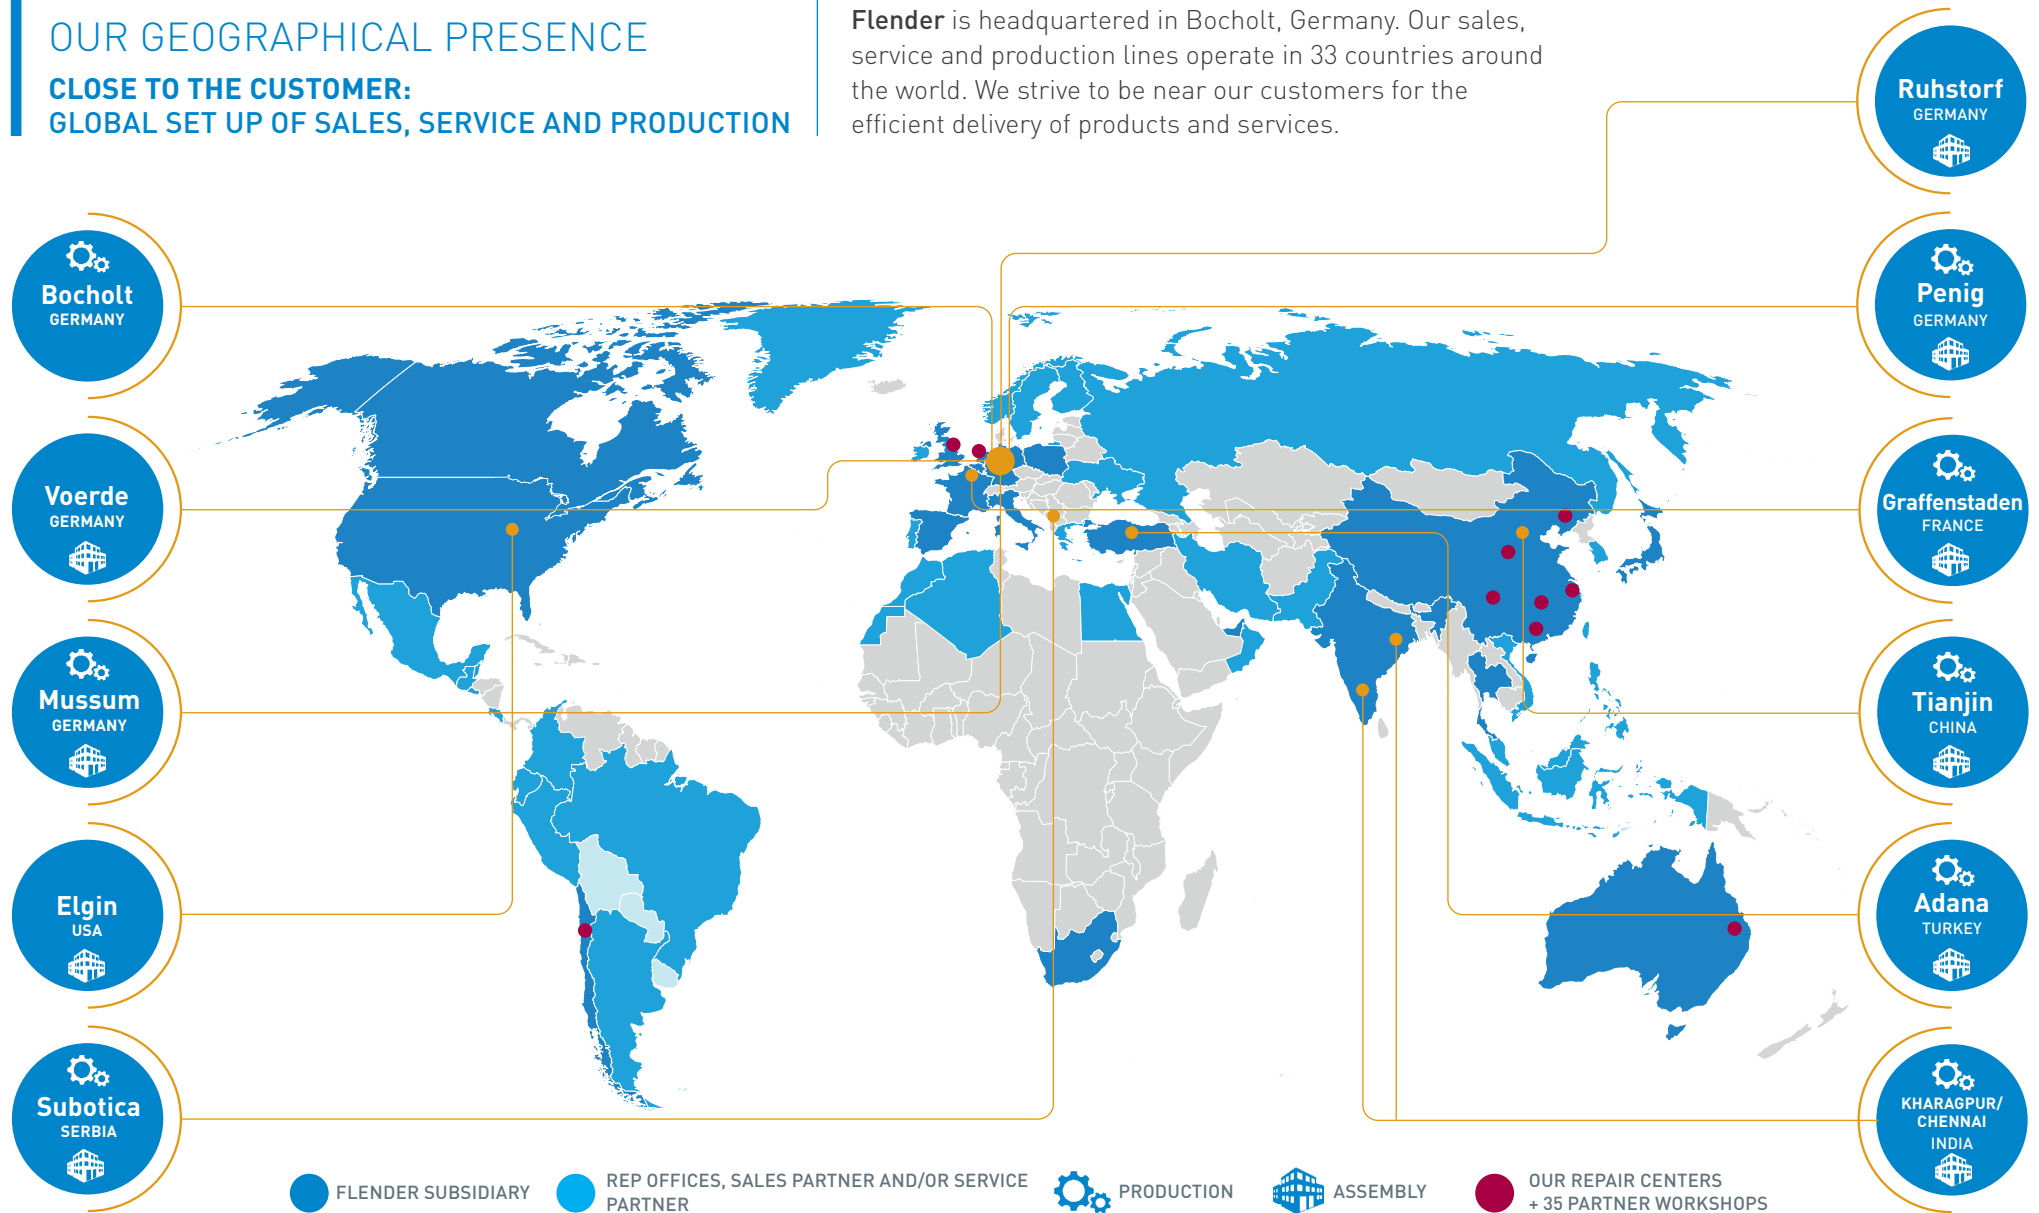 OUR GEOGRAPHICAL PRESENCE
CLOSE TO THE CUSTOMER:
GLOBAL SET UP OF SALES, SERVICE AND PRODUCTION
Flender is headquartered in Bocholt, Germany. Our sales,
service and production lines operate in 33 countries around
the world. We strive to be near our customers for the
efficient delivery of products and services.
Ruhstorf
GERMANY
Bocholt
GERMANY
Penig
GERMANY
Voerde
GERMANY
Graffenstaden
FRANCE
Mussum
GERMANY
Tianjin
CHINA
Elgin
USA
Adana
TURKEY
Subotica
SERBIA
KHARAGPUR/
CHENNAI
INDIA
FLENDER SUBSIDIARY
REP OFFICES, SALES PARTNER AND/OR SERVICE
PARTNER
PRODUCTION
ASSEMBLY
OUR REPAIR CENTERS
+ 35 PARTNER WORKSHOPS